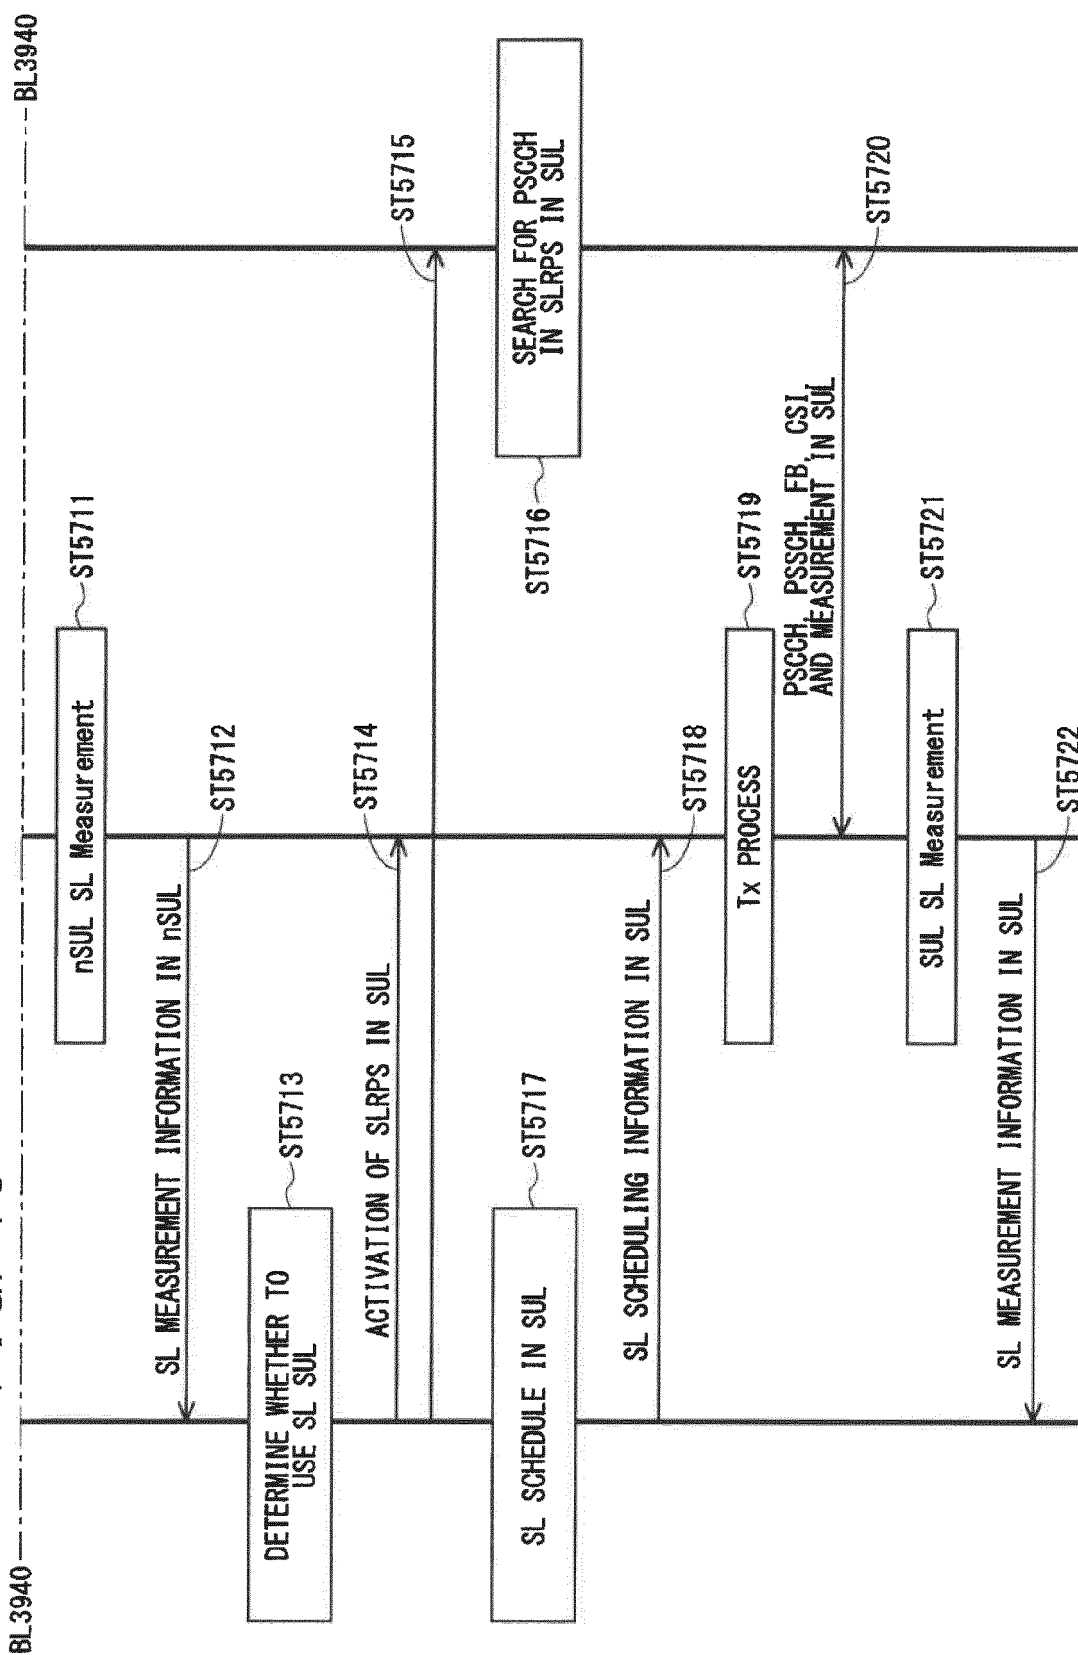 BL3940
BL3940
nSUL SL Measurement
ST5711
SL MEASUREMENT INFORMATION IN nSUL
ST5712
DETERMINE WHETHER TO
USE SL SUL
ST5713
ACTIVATION OF SLRPS IN SUL
ST5714
ST5715
SEARCH FOR PSCCH
IN SLRPS IN SUL
ST5716
SL SCHEDULE IN SUL
ST5717
SL SCHEDULING INFORMATION IN SUL
ST5718
Tx PROCESS
ST5719
PSCCH, PSSCH, FB, CSI,
AND MEASUREMENT IN SUL
ST5720
SUL SL Measurement
ST5721
SL MEASUREMENT INFORMATION IN SUL
ST5722